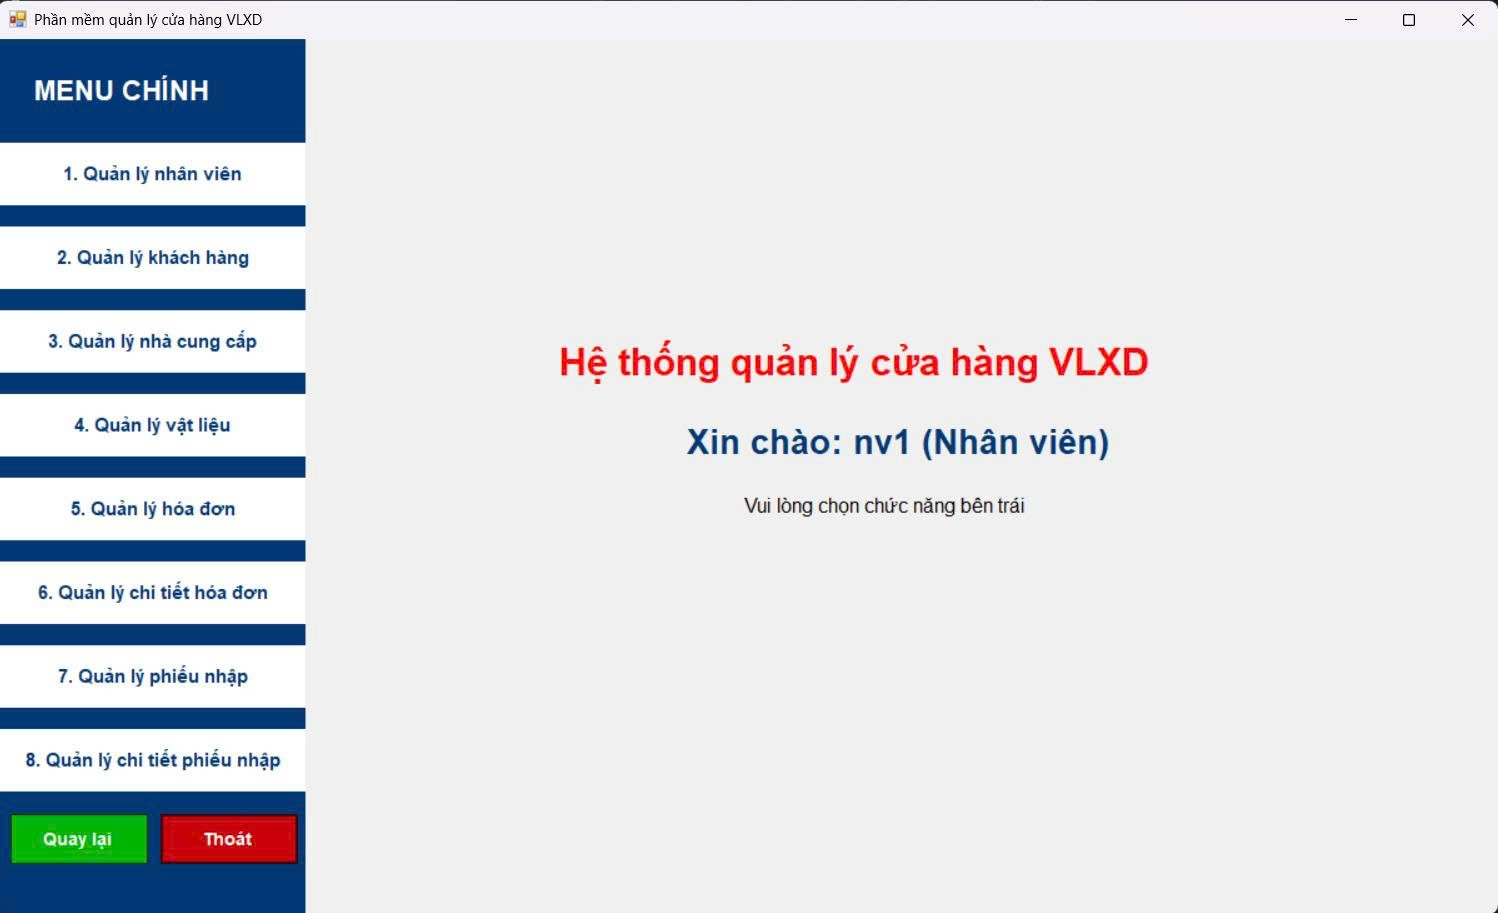 Phần mềm quản lý cửa hàng VLXD
MENU CHÍNH
1. Quản lý nhân viên
2. Quản lý khách hàng
3. Quản lý nhà cung cấp
4. Quản lý vật liệu
5. Quản lý hóa đơn
6. Quản lý chi tiết hóa đơn
7. Quản lý phiếu nhập
8. Quản lý chi tiết phiếu nhập
Quay lại
Thoát
Hệ thống quản lý cửa hàng VLXD
Xin chào: nv1 (Nhân viên)
Vui lòng chọn chức năng bên trái